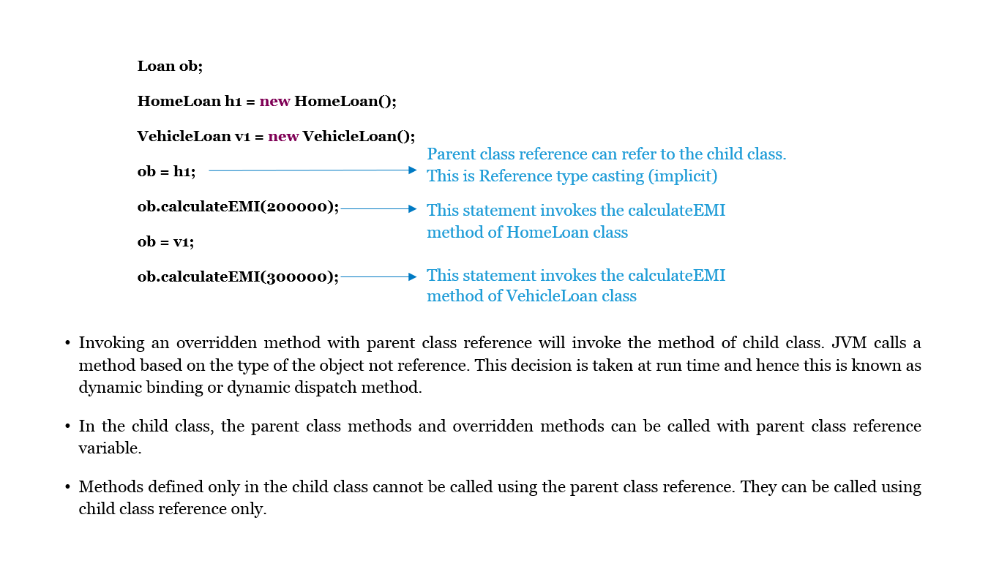 Loan ob;
HomeLoan h1 = new HomeLoan();
VehicleLoan v1 = new VehicleLoan();
Parent class reference can refer to the child class.
ob = h1;
This is Reference type casting (implicit)
ob.calculateEMI(200000);
This statement invokes the calculateEMI
method of HomeLoan class
ob = v1;
ob.calculateEMI(300000);
This statement invokes the calculateEMI
method of VehicleLoan class
• Invoking an overridden method with parent class reference will invoke the method of child class. JVM calls a
method based on the type of the object not reference. This decision is taken at run time and hence this is known as
dynamic binding or dynamic dispatch method.
• In the child class, the parent class methods and overridden methods can be called with parent class reference
variable.
• Methods defined only in the child class cannot be called using the parent class reference. They can be called using
child class reference only.